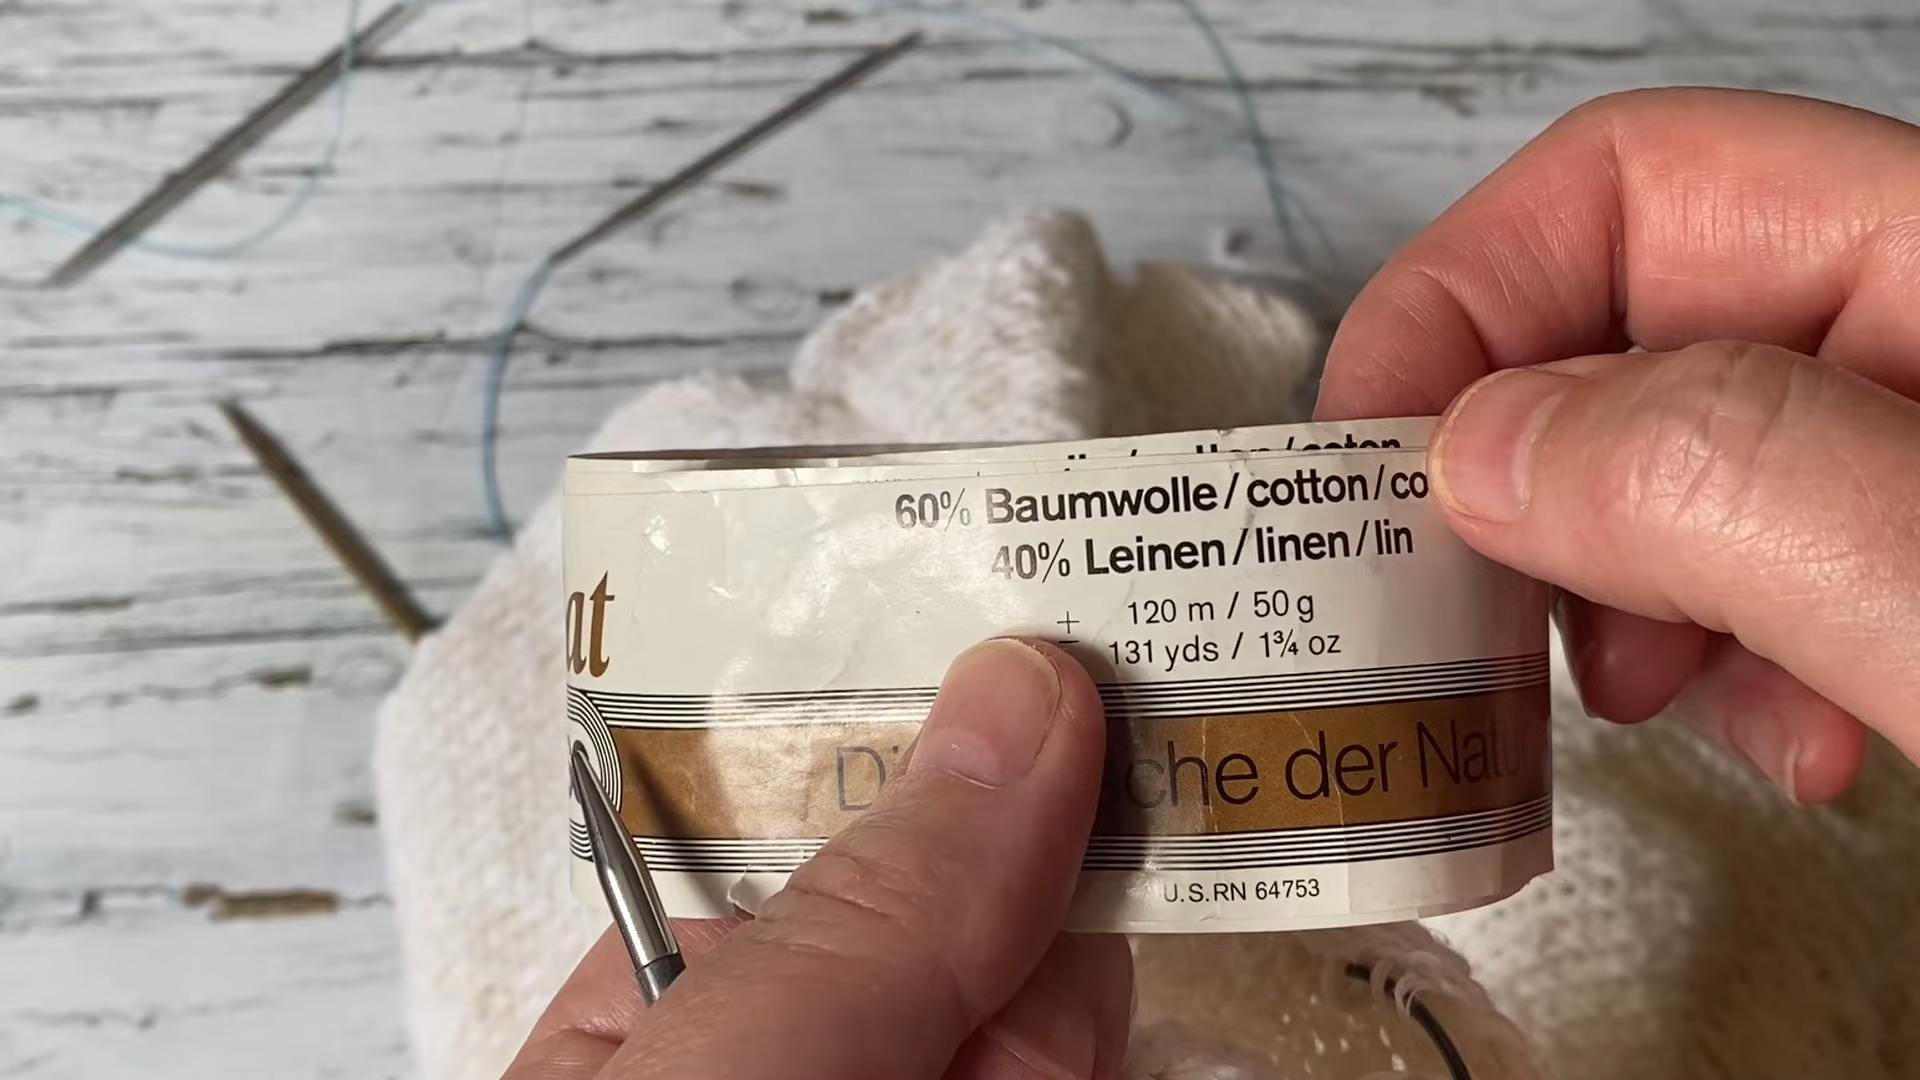 60% Baumwolle/cotton/co
40% Leinen/linen/lin
at
± 120 m / 50 g
131 yds / 1¾ oz
der Natu
U.S.RN 64753